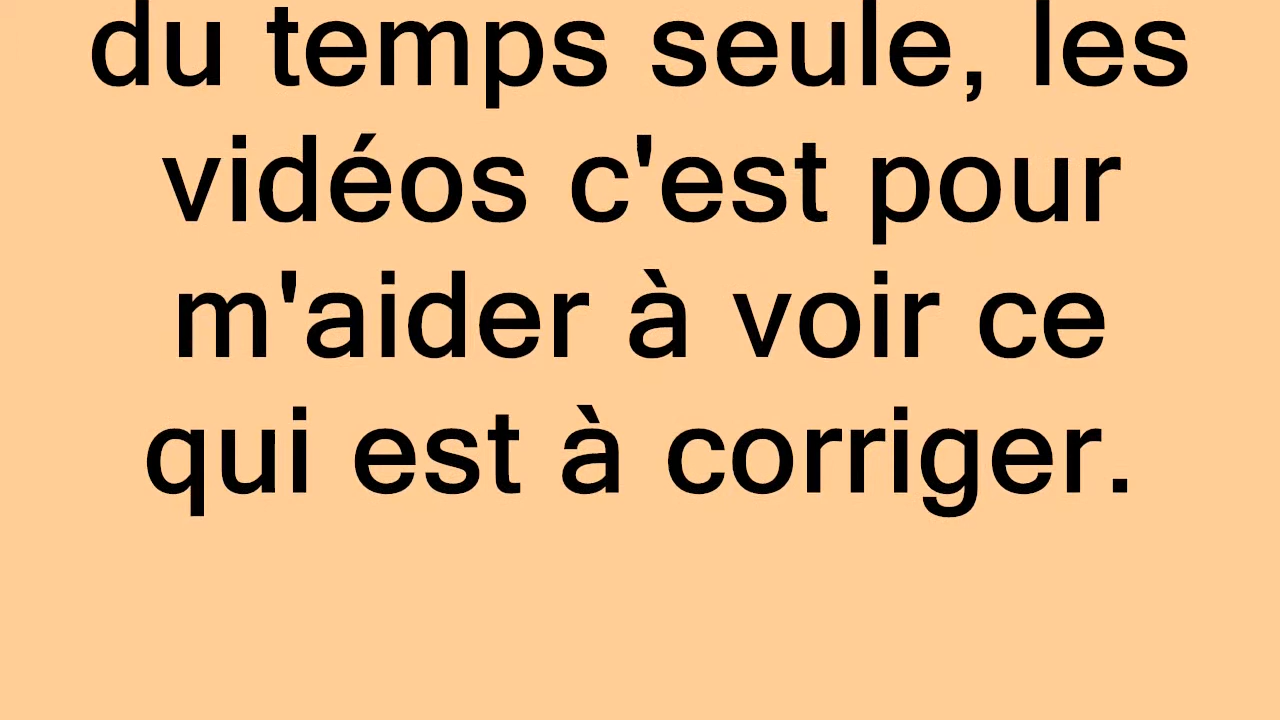 du temps seule, les
vidéos c'est pour
m'aider à voir ce
qui est à corriger.